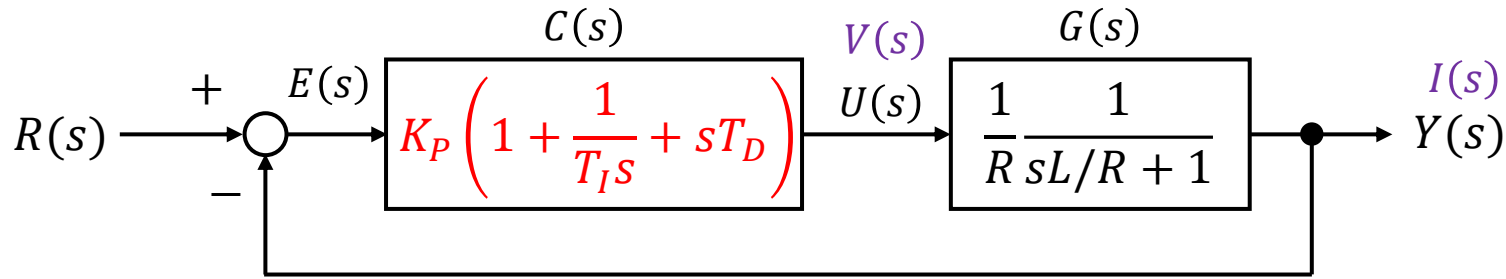 C(s)
V(s)
G(s)
I(s)
R(s)
+
−
E(s)
K_P (1 + 1/(T_I s) + sT_D)
U(s)
1/R 1/(sL/R + 1)
Y(s)